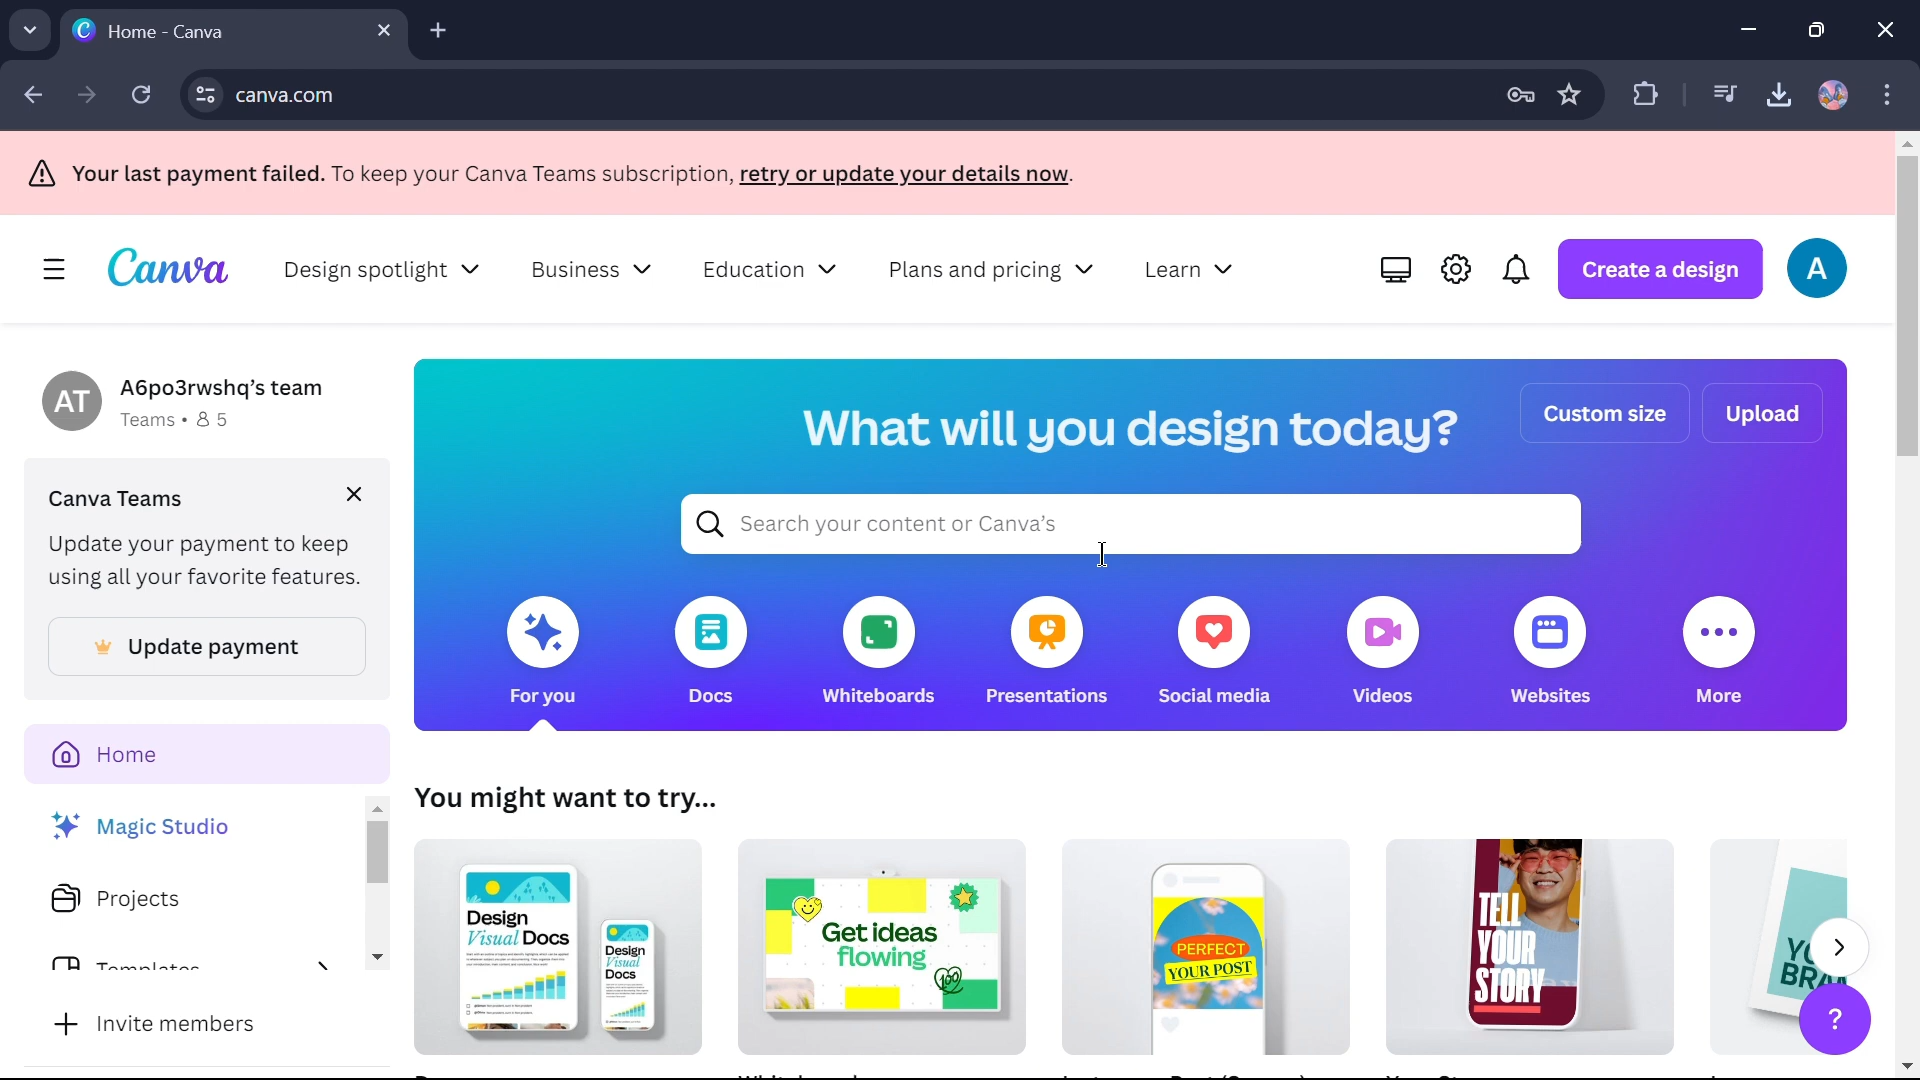 Home - Canva
canva.com
Your last payment failed. To keep your Canva Teams subscription, retry or update your details now.
Canva
Design spotlight
Business
Education
Plans and pricing
Learn
Create a design
A
AT
A6po3rwshq's team
Teams • 5
Canva Teams
Update your payment to keep
using all your favorite features.
Update payment
Home
Magic Studio
Projects
Templates
Invite members
What will you design today?
Custom size
Upload
Search your content or Canva's
For you
Docs
Whiteboards
Presentations
Social media
Videos
Websites
More
You might want to try...
Design
Visual Docs
Design
Visual
Docs
Get ideas
flowing
100
PERFECT
YOUR POST
TELL
YOUR
STORY
?